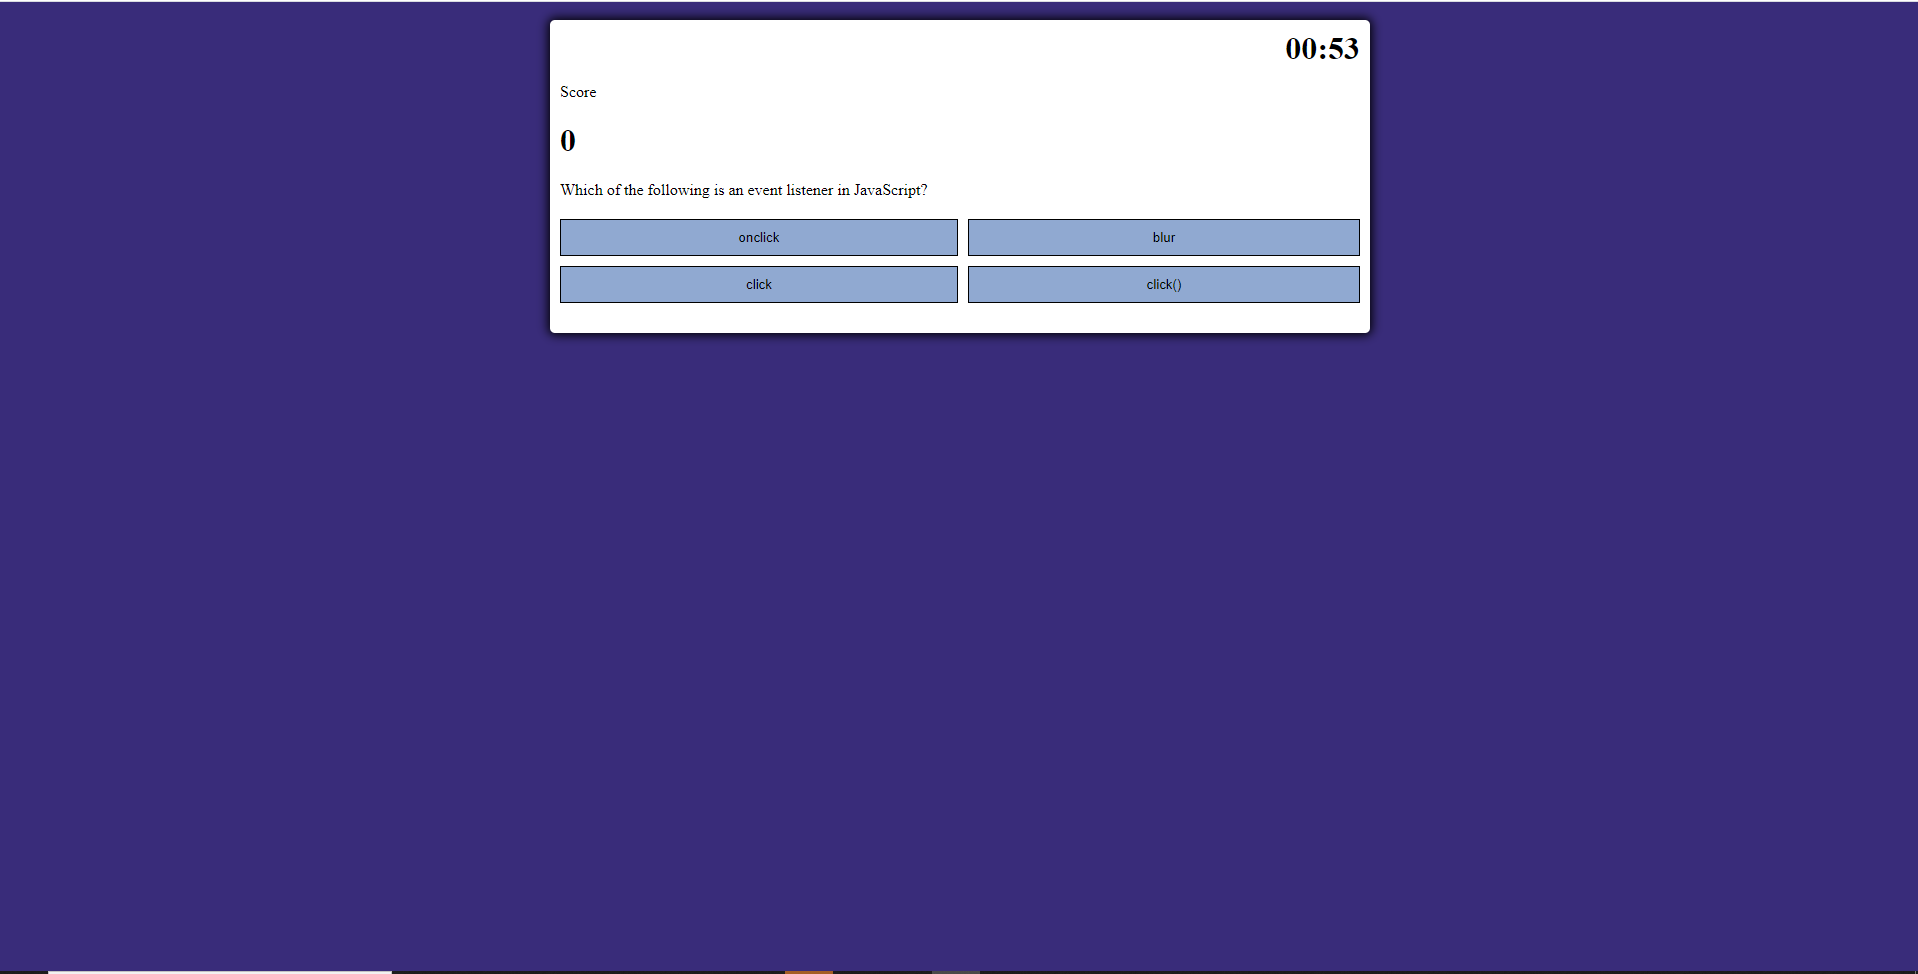 00:53
Score
0
Which of the following is an event listener in JavaScript?
onclick
blur
click
click()